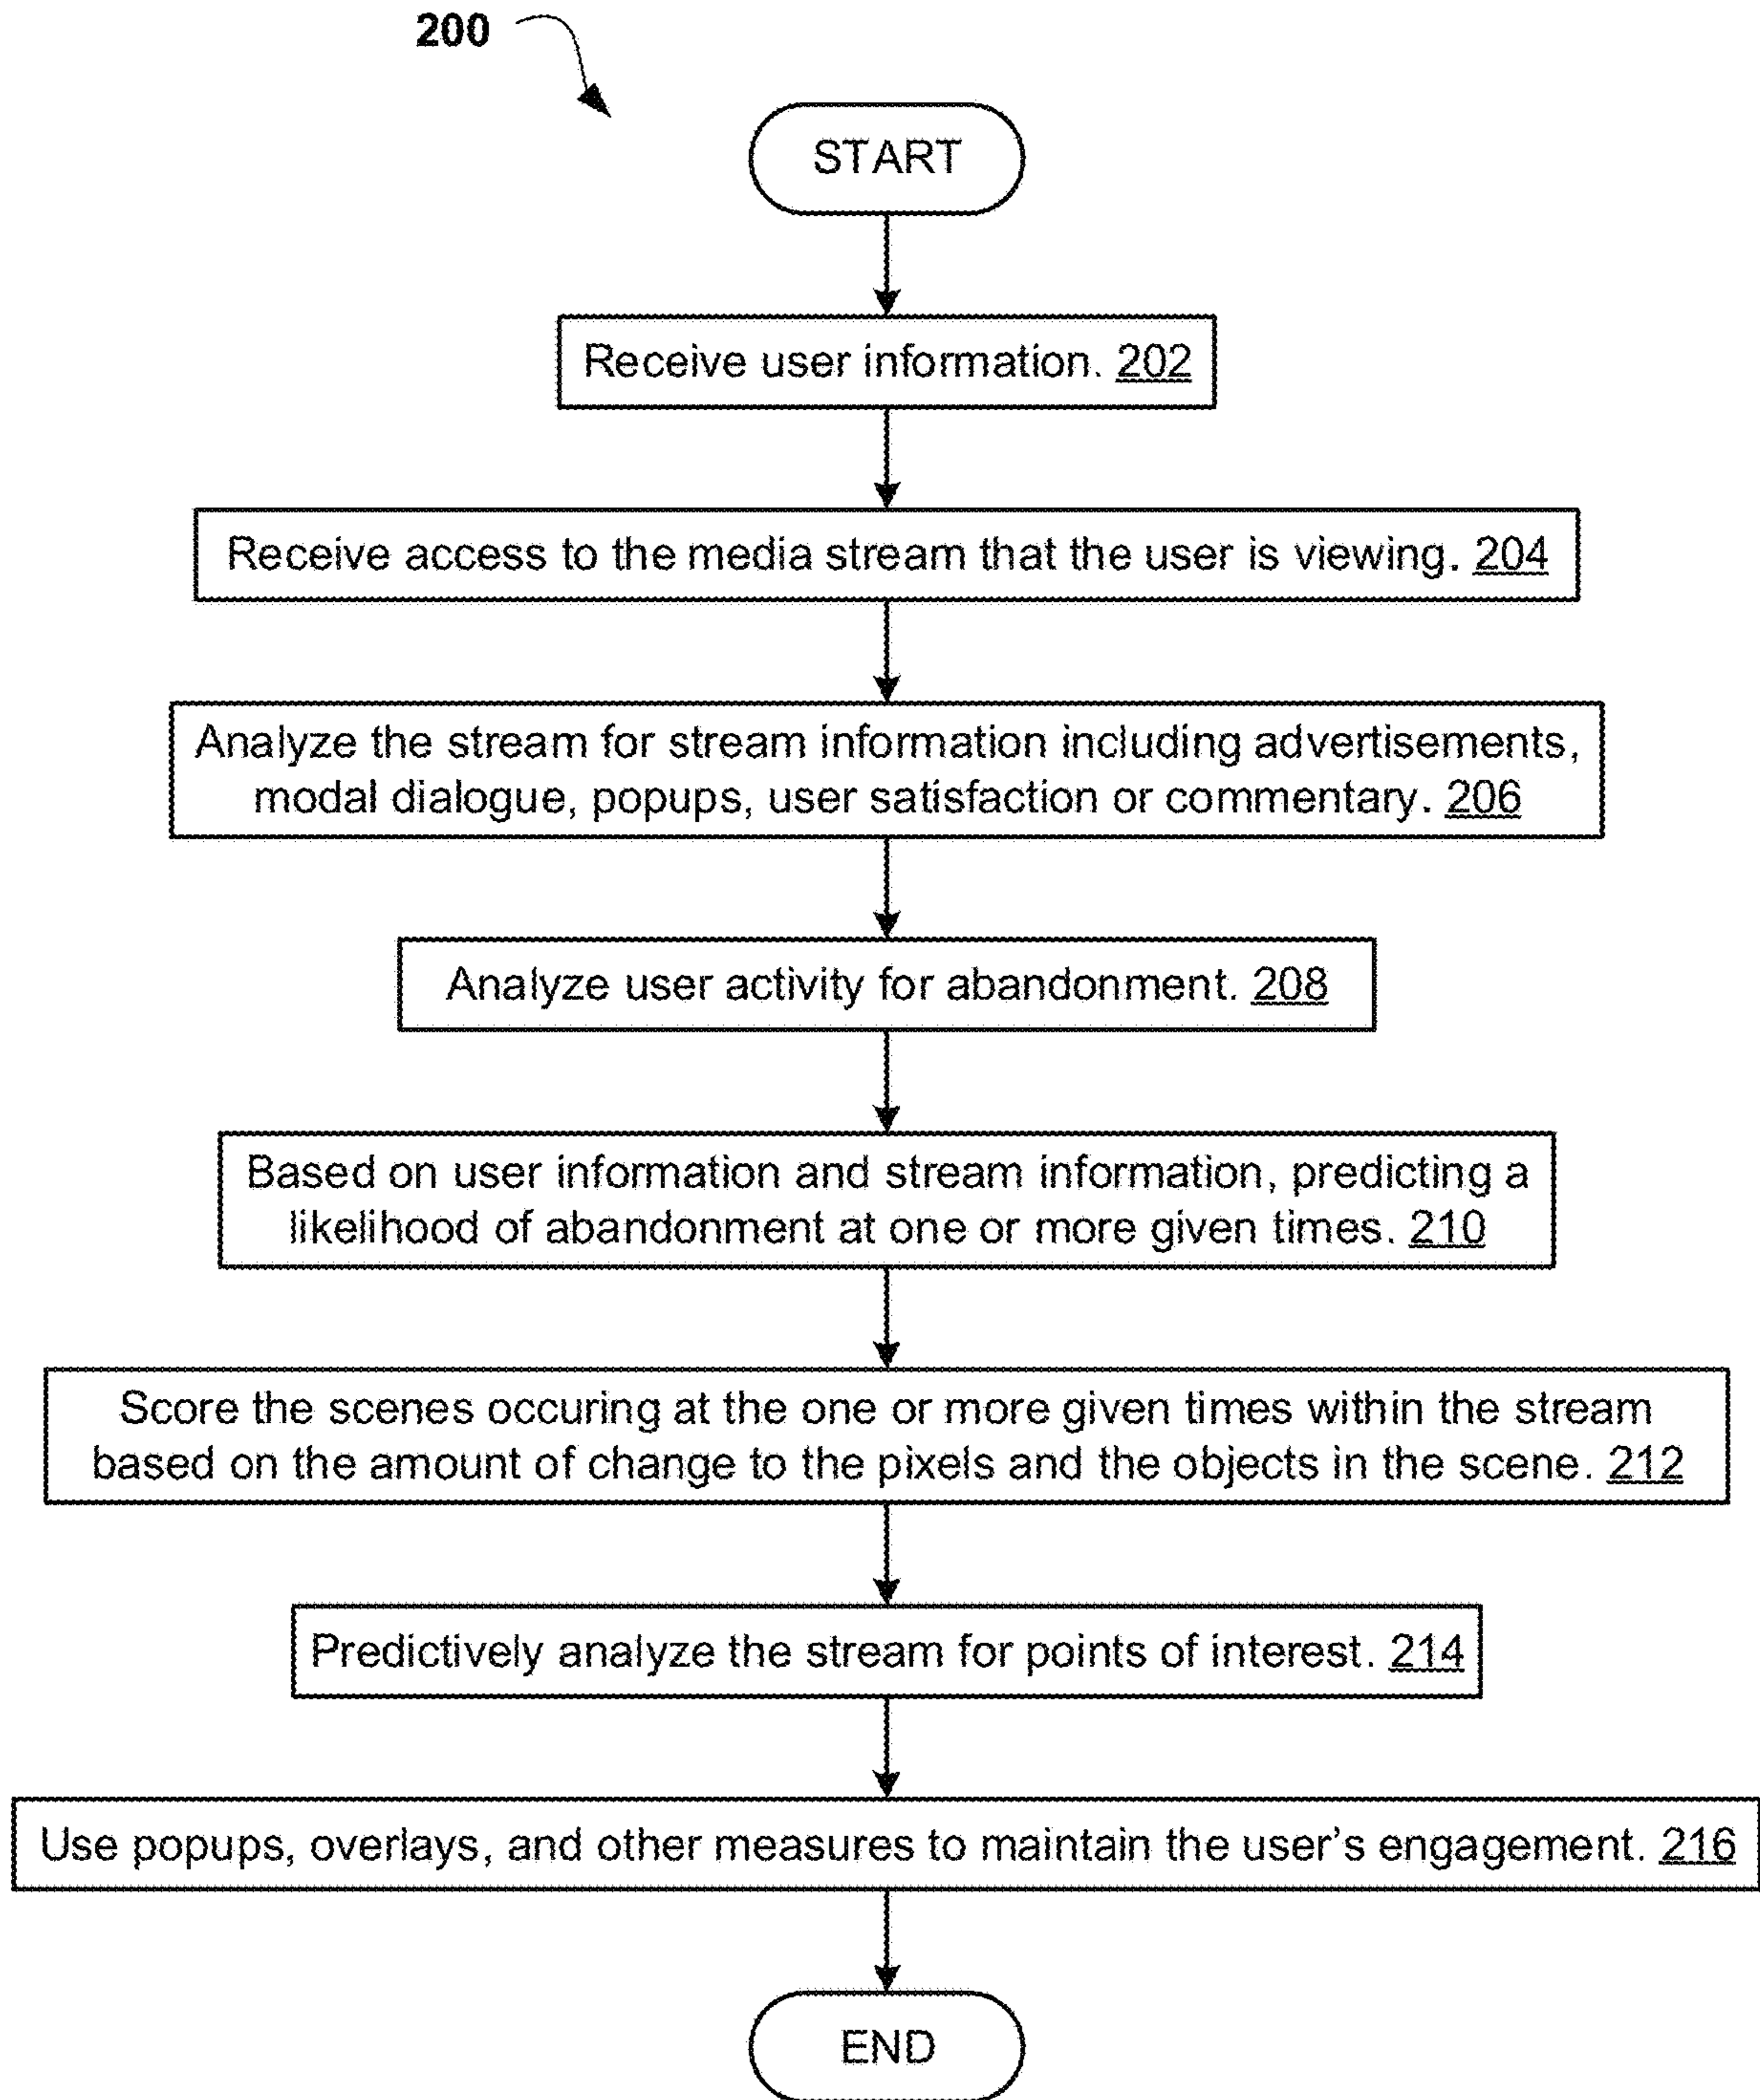 200
START
Receive user information. 202
Receive access to the media stream that the user is viewing. 204
Analyze the stream for stream information including advertisements,
modal dialogue, popups, user satisfaction or commentary. 206
Analyze user activity for abandonment. 208
Based on user information and stream information, predicting a
likelihood of abandonment at one or more given times. 210
Score the scenes occuring at the one or more given times within the stream
based on the amount of change to the pixels and the objects in the scene. 212
Predictively analyze the stream for points of interest. 214
Use popups, overlays, and other measures to maintain the user's engagement. 216
END